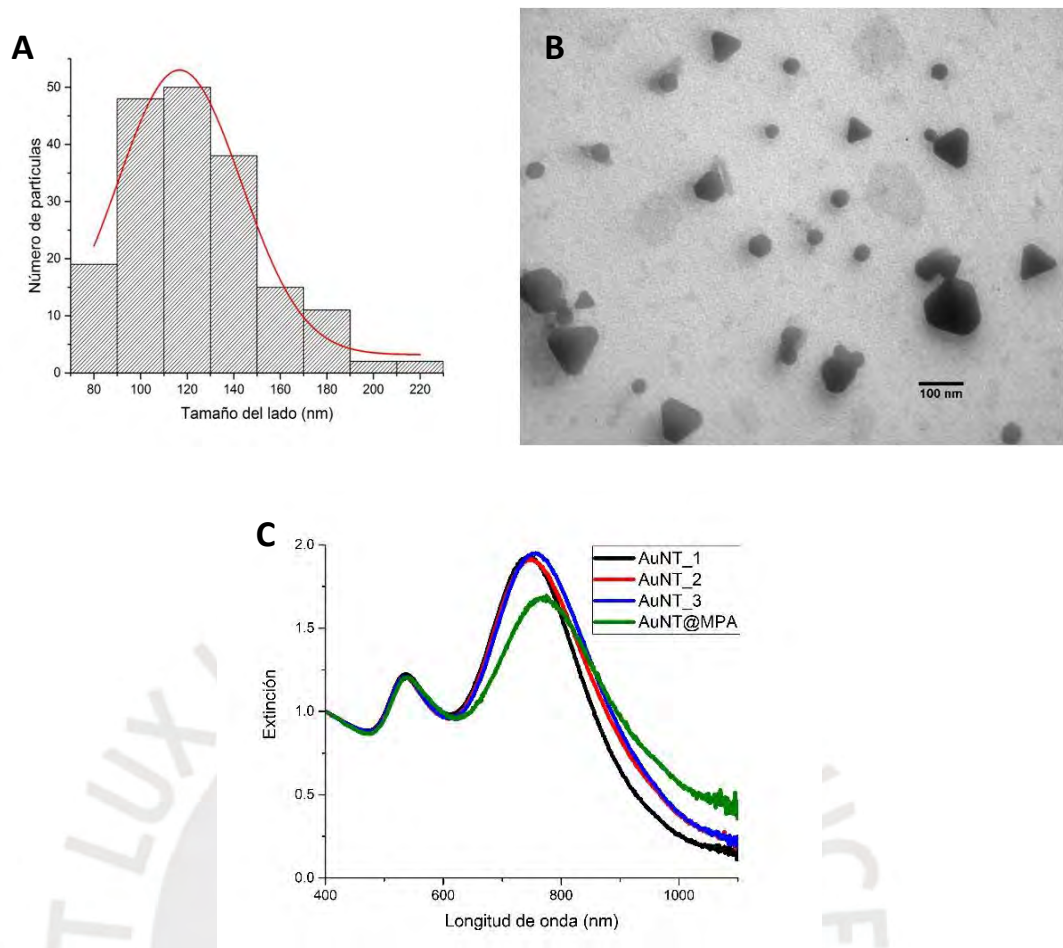 A
50
40
30
20
10
0
Número de partículas
80 100 120 140 160 180 200 220
Tamaño del lado (nm)
B
100 nm
C
2.0
1.5
1.0
0.5
0.0
Extinción
AuNT_1
AuNT_2
AuNT_3
AuNT@MPA
400 600 800 1000
Longitud de onda (nm)
T LUX